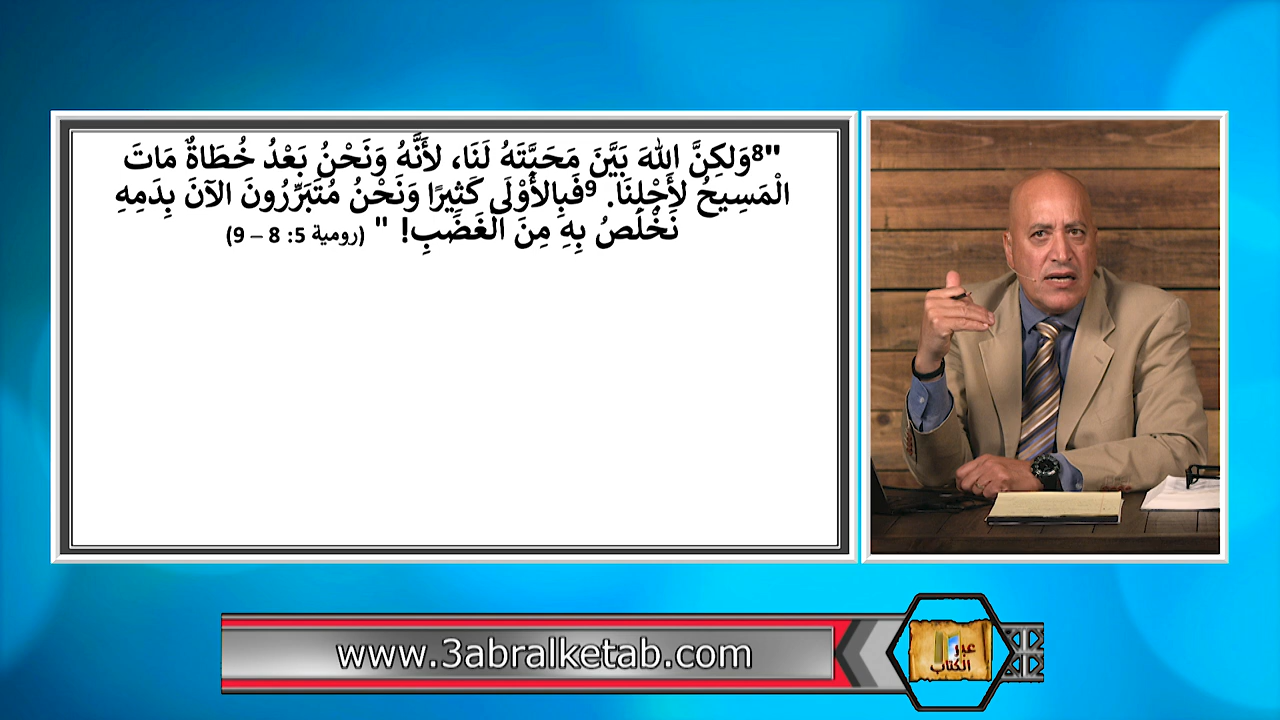 "8وَلكِنَّ اللهَ بَيَّنَ مَحَبَّتَهُ لَنَا، لأَنَّهُ وَنَحْنُ بَعْدُ خُطَاةٌ مَاتَ
الْمَسِيحُ لأَجْلِنَا. 9فَبِالأَوْلَى كَثِيرًا وَنَحْنُ مُتَبَرِّرُونَ الآنَ بِدَمِهِ
نَخْلُصُ بِهِ مِنَ الْغَضَبِ! " (رومية 5: 8 – 9)
www.3abralketab.com
عبر
الكتاب